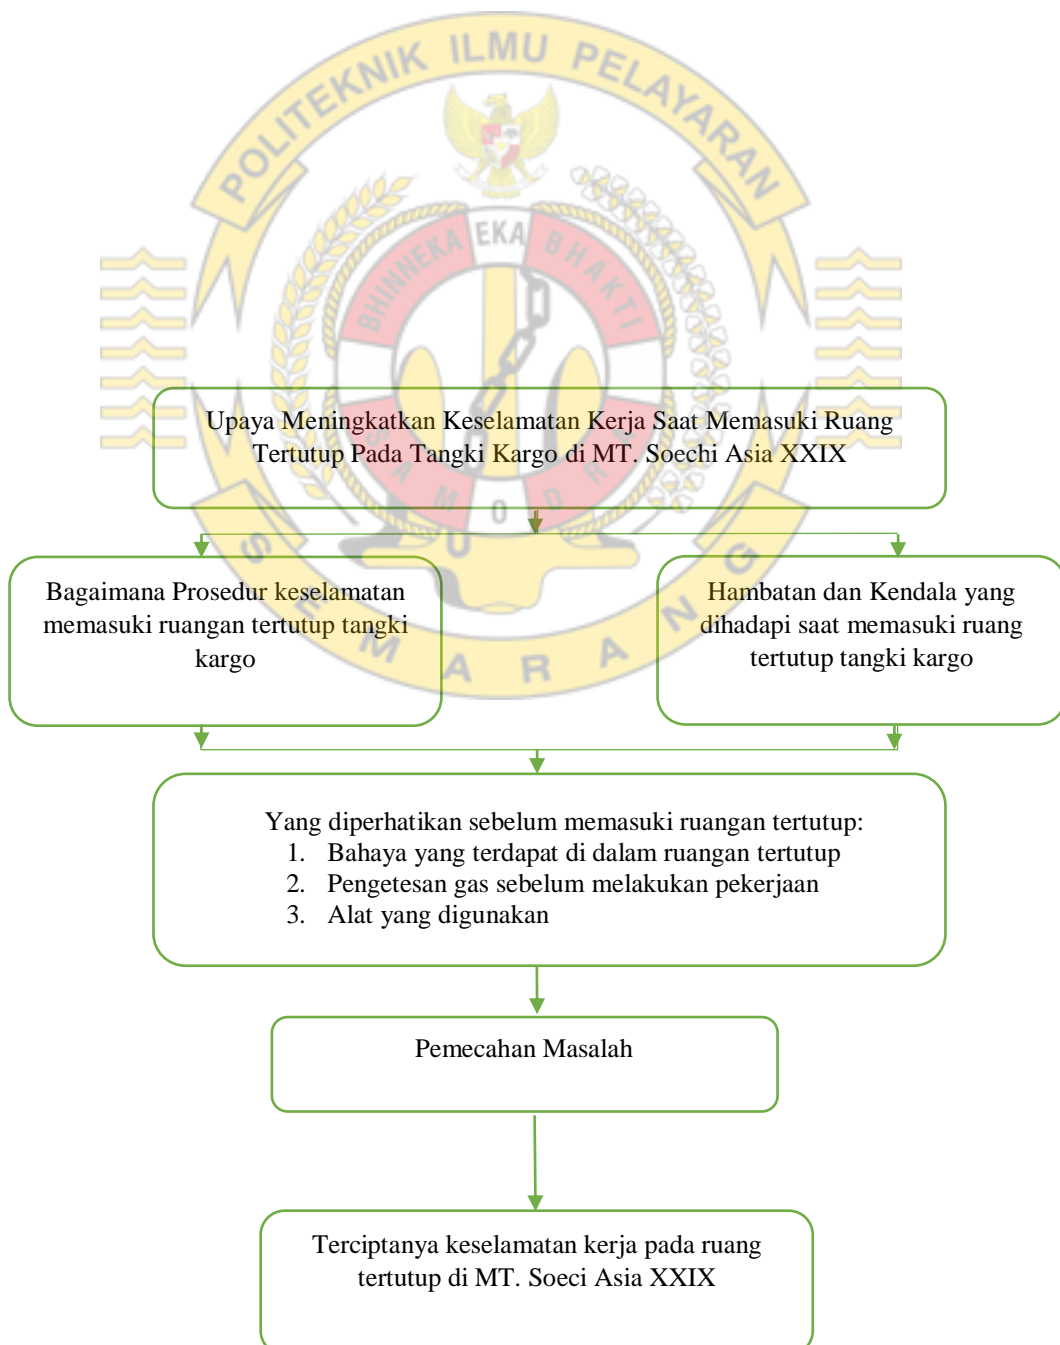 POLITEKNIK ILMU PELAYARAN
BHINNEKA EKA BHAKTI
SAMODRA
Upaya Meningkatkan Keselamatan Kerja Saat Memasuki Ruang
Tertutup Pada Tangki Kargo di MT. Soechi Asia XXIX
SEMARANG
Bagaimana Prosedur keselamatan
memasuki ruangan tertutup tangki
kargo
Hambatan dan Kendala yang
dihadapi saat memasuki ruang
tertutup tangki kargo
Yang diperhatikan sebelum memasuki ruangan tertutup:
1. Bahaya yang terdapat di dalam ruangan tertutup
2. Pengetesan gas sebelum melakukan pekerjaan
3. Alat yang digunakan
Pemecahan Masalah
Terciptanya keselamatan kerja pada ruang
tertutup di MT. Soeci Asia XXIX